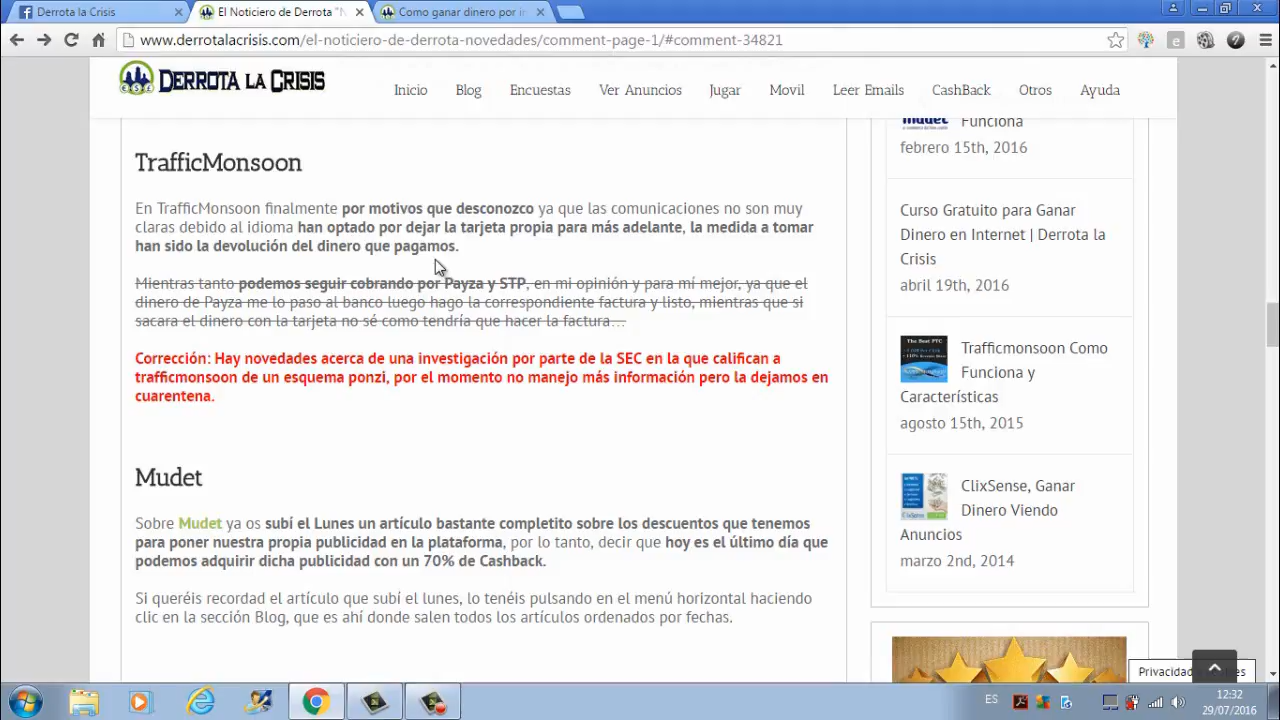 Derrota la Crisis
El Noticiero de Derrota "N
Como ganar dinero por in
www.derrotalacrisis.com/el-noticiero-de-derrota-novedades/comment-page-1/#comment-34821
DERROTA LA CRISIS
Inicio
Blog
Encuestas
Ver Anuncios
Jugar
Movil
Leer Emails
CashBack
Otros
Ayuda
TrafficMonsoon
En TrafficMonsoon finalmente por motivos que desconozco ya que las comunicaciones no son muy
claras debido al idioma han optado por dejar la tarjeta propia para más adelante, la medida a tomar
han sido la devolución del dinero que pagamos.
Mientras tanto podemos seguir cobrando por Payza y STP, en mi opinión y para mí mejor, ya que el
dinero de Payza me lo paso al banco luego hago la correspondiente factura y listo, mientras que si
sacara el dinero con la tarjeta no sé como tendría que hacer la factura…
Corrección: Hay novedades acerca de una investigación por parte de la SEC en la que califican a
trafficmonsoon de un esquema ponzi, por el momento no manejo más información pero la dejamos en
cuarentena.
Mudet
Sobre Mudet ya os subí el Lunes un artículo bastante completito sobre los descuentos que tenemos
para poner nuestra propia publicidad en la plataforma, por lo tanto, decir que hoy es el último día que
podemos adquirir dicha publicidad con un 70% de Cashback.
Si queréis recordad el artículo que subí el lunes, lo tenéis pulsando en el menú horizontal haciendo
clic en la sección Blog, que es ahí donde salen todos los artículos ordenados por fechas.
Funciona
febrero 15th, 2016
Curso Gratuito para Ganar
Dinero en Internet | Derrota la
Crisis
abril 19th, 2016
Trafficmonsoon Como
Funciona y
Características
agosto 15th, 2015
ClixSense, Ganar
Dinero Viendo
Anuncios
marzo 2nd, 2014
ES
12:32
29/07/2016